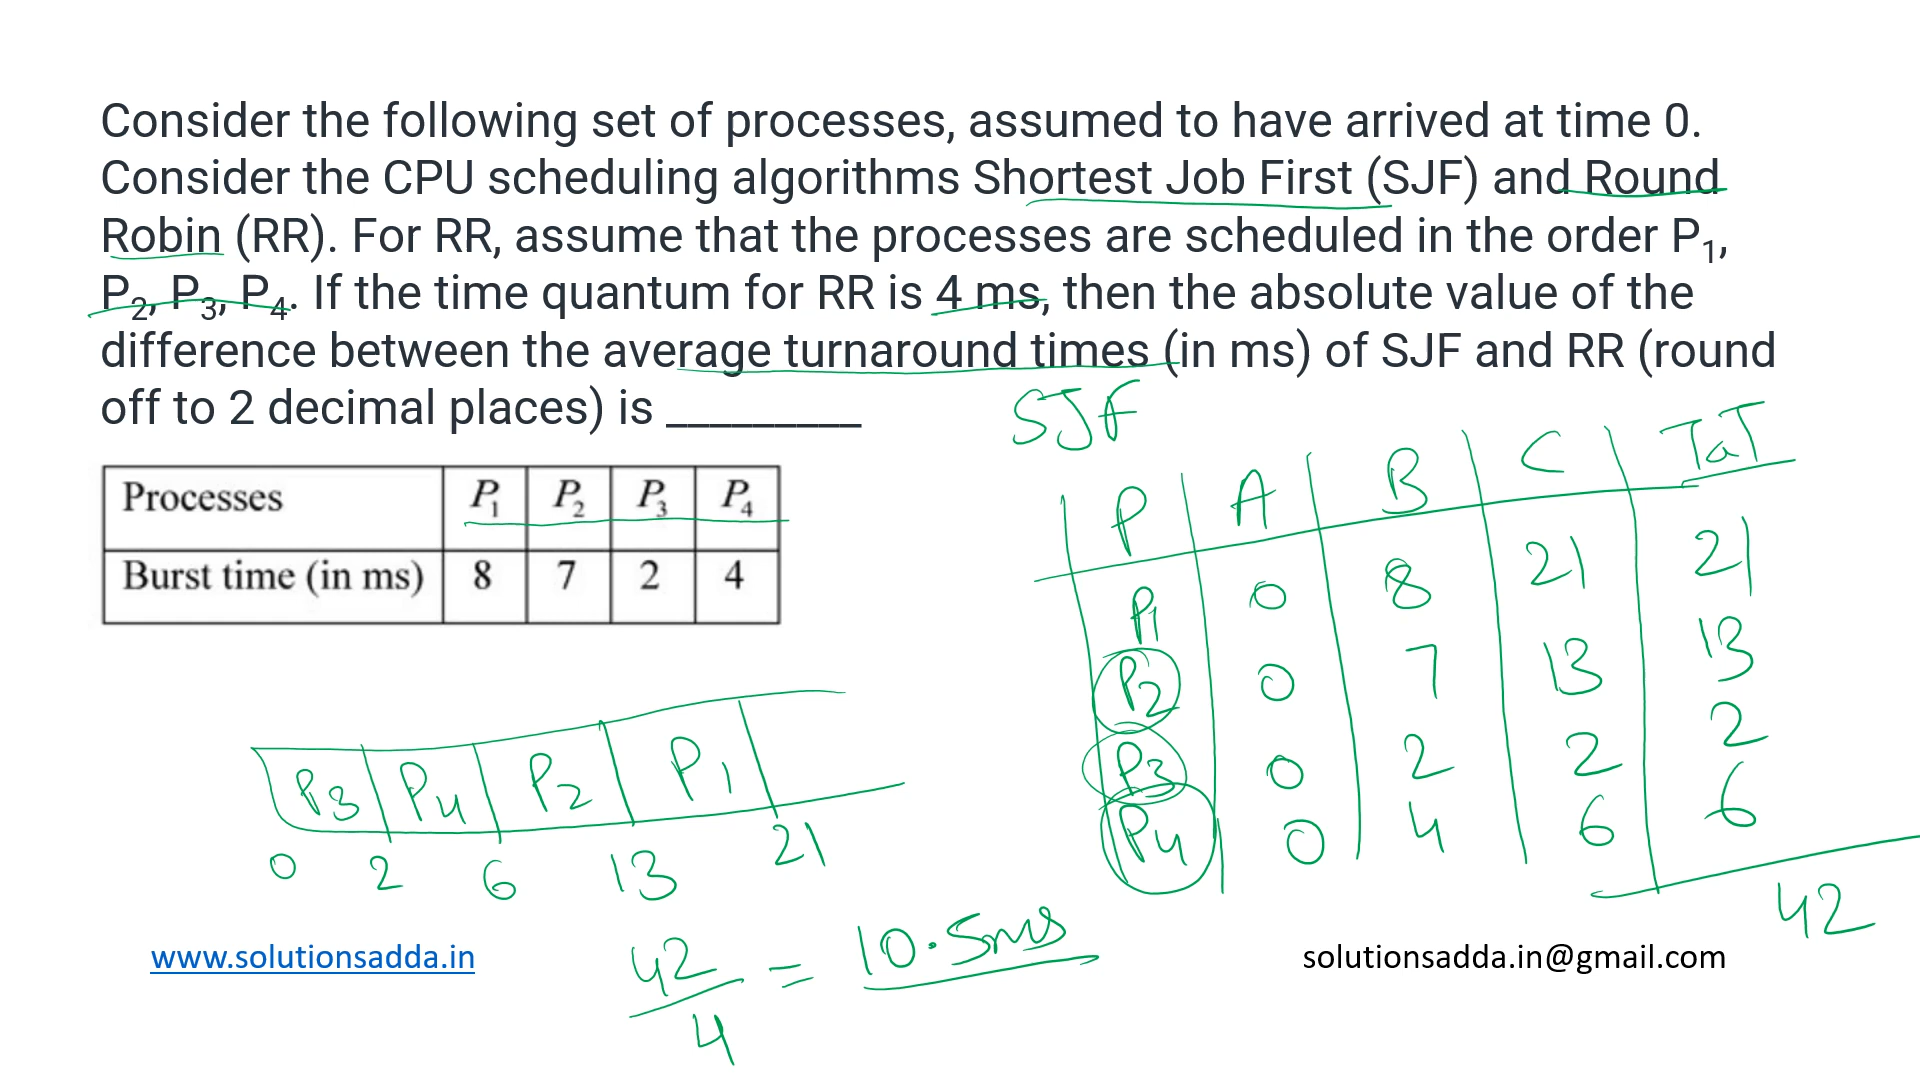 Consider the following set of processes, assumed to have arrived at time 0.
Consider the CPU scheduling algorithms Shortest Job First (SJF) and Round
Robin (RR). For RR, assume that the processes are scheduled in the order P₁,
P₂, P₃, P₄. If the time quantum for RR is 4 ms, then the absolute value of the
difference between the average turnaround times (in ms) of SJF and RR (round
off to 2 decimal places) is _________
Processes P₁ P₂ P₃ P₄
Burst time (in ms) 8 7 2 4
SJF
P A B C TaT
P1 0 8 21 21
P2 0 7 13 13
P3 0 2 2 2
P4 0 4 6 6
42
P3 P4 P2 P1
0 2 6 13 21
42/4 = 10.5ms
www.solutionsadda.in
solutionsadda.in@gmail.com